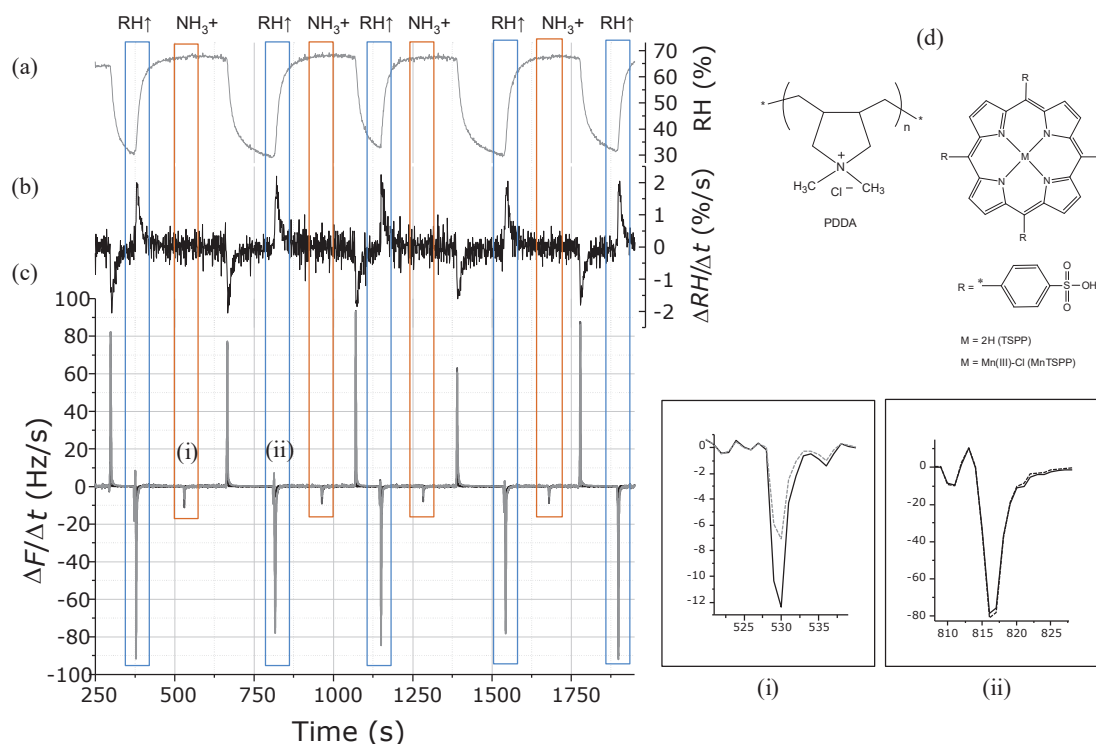 RH↑ NH3+ RH↑ NH3+ RH↑ NH3+ RH↑ NH3+ RH↑
(a)
70
60
50
40
30
RH (%)
(b)
2
1
0
-1
-2
ΔRH/Δt (%/s)
(c)
100
80
60
40
20
0
-20
-40
-60
-80
-100
ΔF/Δt (Hz/s)
(i)
(ii)
250 500 750 1000 1250 1500 1750
Time (s)
(d)
* n *
N + H3C CH3 Cl −
PDDA
R
N N
R M R
N N
R
R = * S O O OH
M = 2H (TSPP)
M = Mn(III)-Cl (MnTSPP)
0
-2
-4
-6
-8
-10
-12
525 530 535
(i)
0
-20
-40
-60
-80
810 815 820 825
(ii)